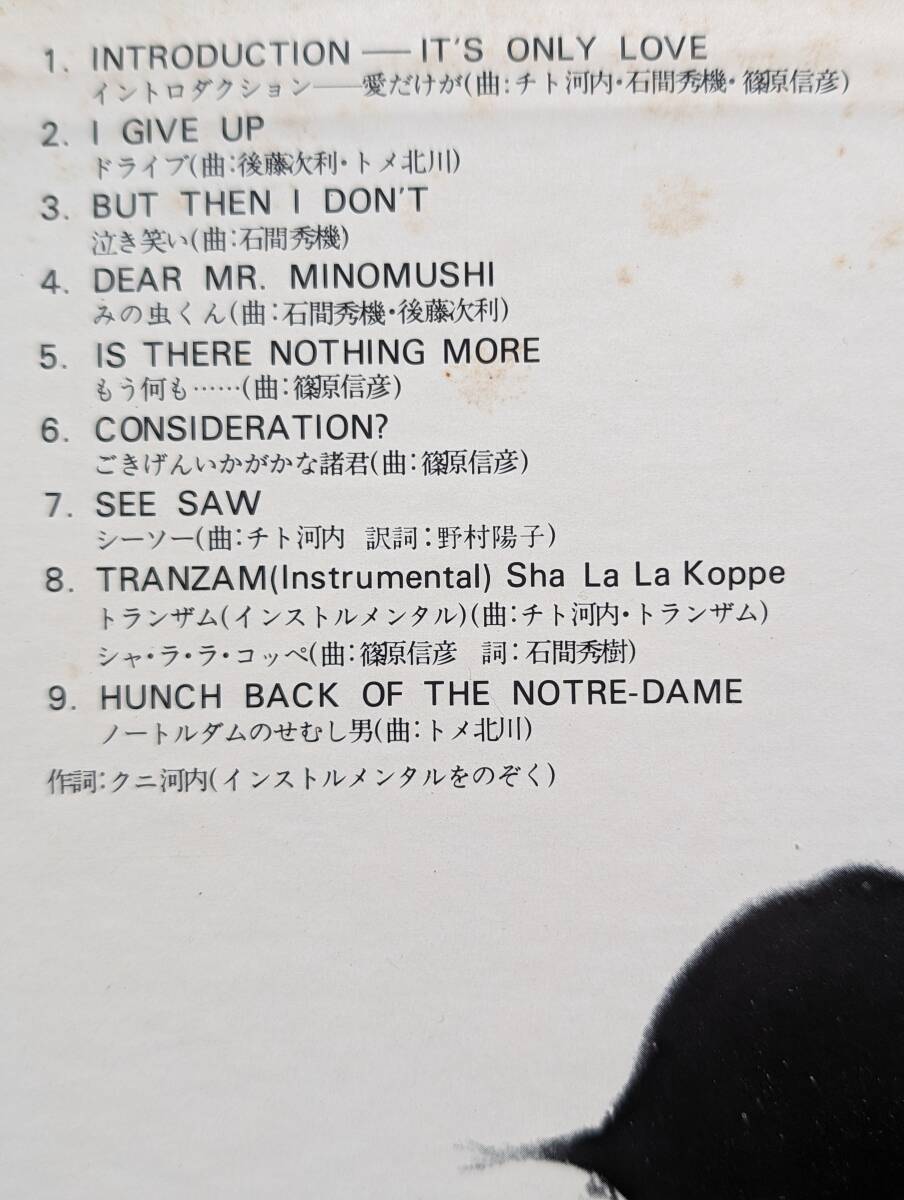 1. INTRODUCTION — IT'S ONLY LOVE
イントロダクション——愛だけが(曲:チト河内・石間秀機・篠原信彦)
2. I GIVE UP
ドライブ(曲:後藤次利・トメ北川)
3. BUT THEN I DON'T
泣き笑い(曲:石間秀機)
4. DEAR MR. MINOMUSHI
みの虫くん(曲:石間秀機・後藤次利)
5. IS THERE NOTHING MORE
もう何も……(曲:篠原信彦)
6. CONSIDERATION?
ごきげんいかがかな諸君(曲:篠原信彦)
7. SEE SAW
シーソー(曲:チト河内 訳詞:野村陽子)
8. TRANZAM(Instrumental) Sha La La Koppe
トランザム(インストルメンタル)(曲:チト河内・トランザム)
シャ・ラ・ラ・コッペ(曲:篠原信彦 詞:石間秀樹)
9. HUNCH BACK OF THE NOTRE-DAME
ノートルダムのせむし男(曲:トメ北川)
作詞:クニ河内(インストルメンタルをのぞく)